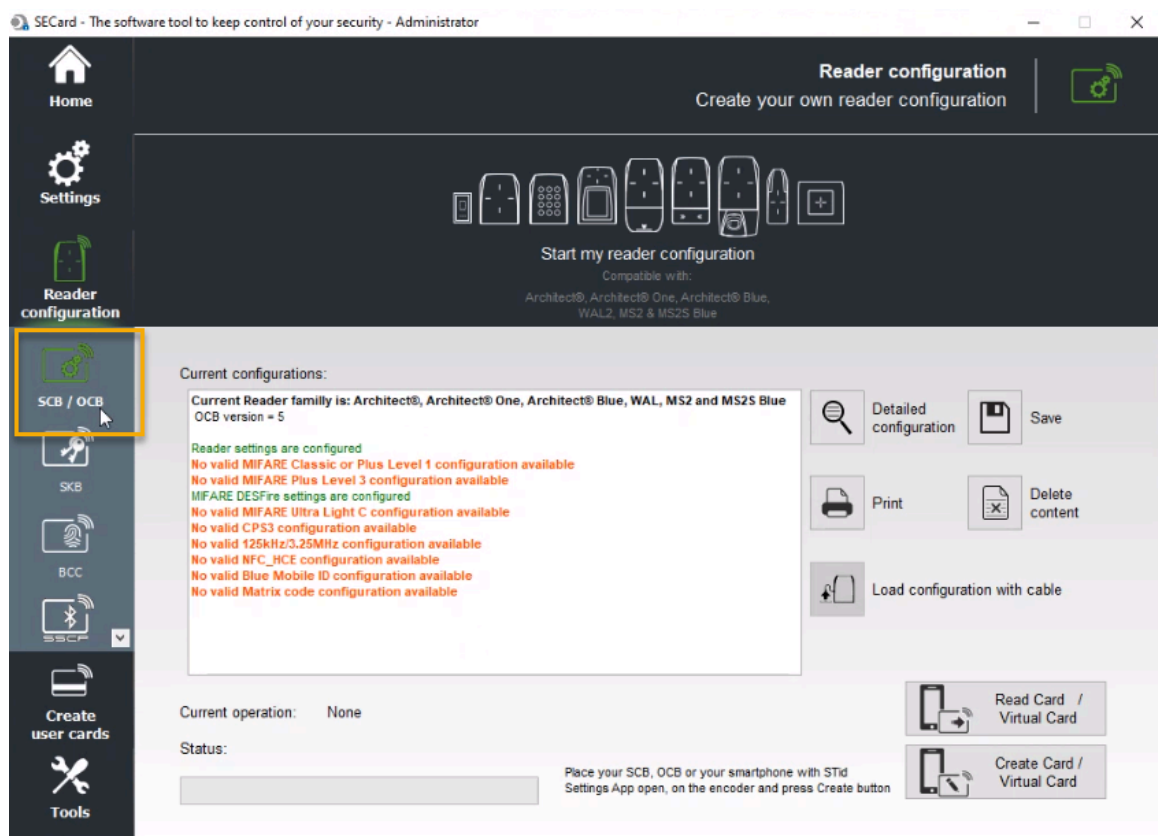 SECard - The software tool to keep control of your security - Administrator
Home
Reader configuration
Create your own reader configuration
Settings
Start my reader configuration
Compatible with:
Architect®, Architect® One, Architect® Blue,
WAL2, MS2 & MS2S Blue
Reader
configuration
SCB / OCB
SKB
BCC
SSCP
Create
user cards
Tools
Current configurations:
Current Reader familly is: Architect®, Architect® One, Architect® Blue, WAL, MS2 and MS2S Blue
OCB version = 5
Reader settings are configured
No valid MIFARE Classic or Plus Level 1 configuration available
No valid MIFARE Plus Level 3 configuration available
MIFARE DESFire settings are configured
No valid MIFARE Ultra Light C configuration available
No valid CPS3 configuration available
No valid 125kHz/3.25MHz configuration available
No valid NFC_HCE configuration available
No valid Blue Mobile ID configuration available
No valid Matrix code configuration available
Detailed
configuration
Save
Print
Delete
content
Load configuration with cable
Current operation: None
Status:
Place your SCB, OCB or your smartphone with STid
Settings App open, on the encoder and press Create button
Read Card /
Virtual Card
Create Card /
Virtual Card